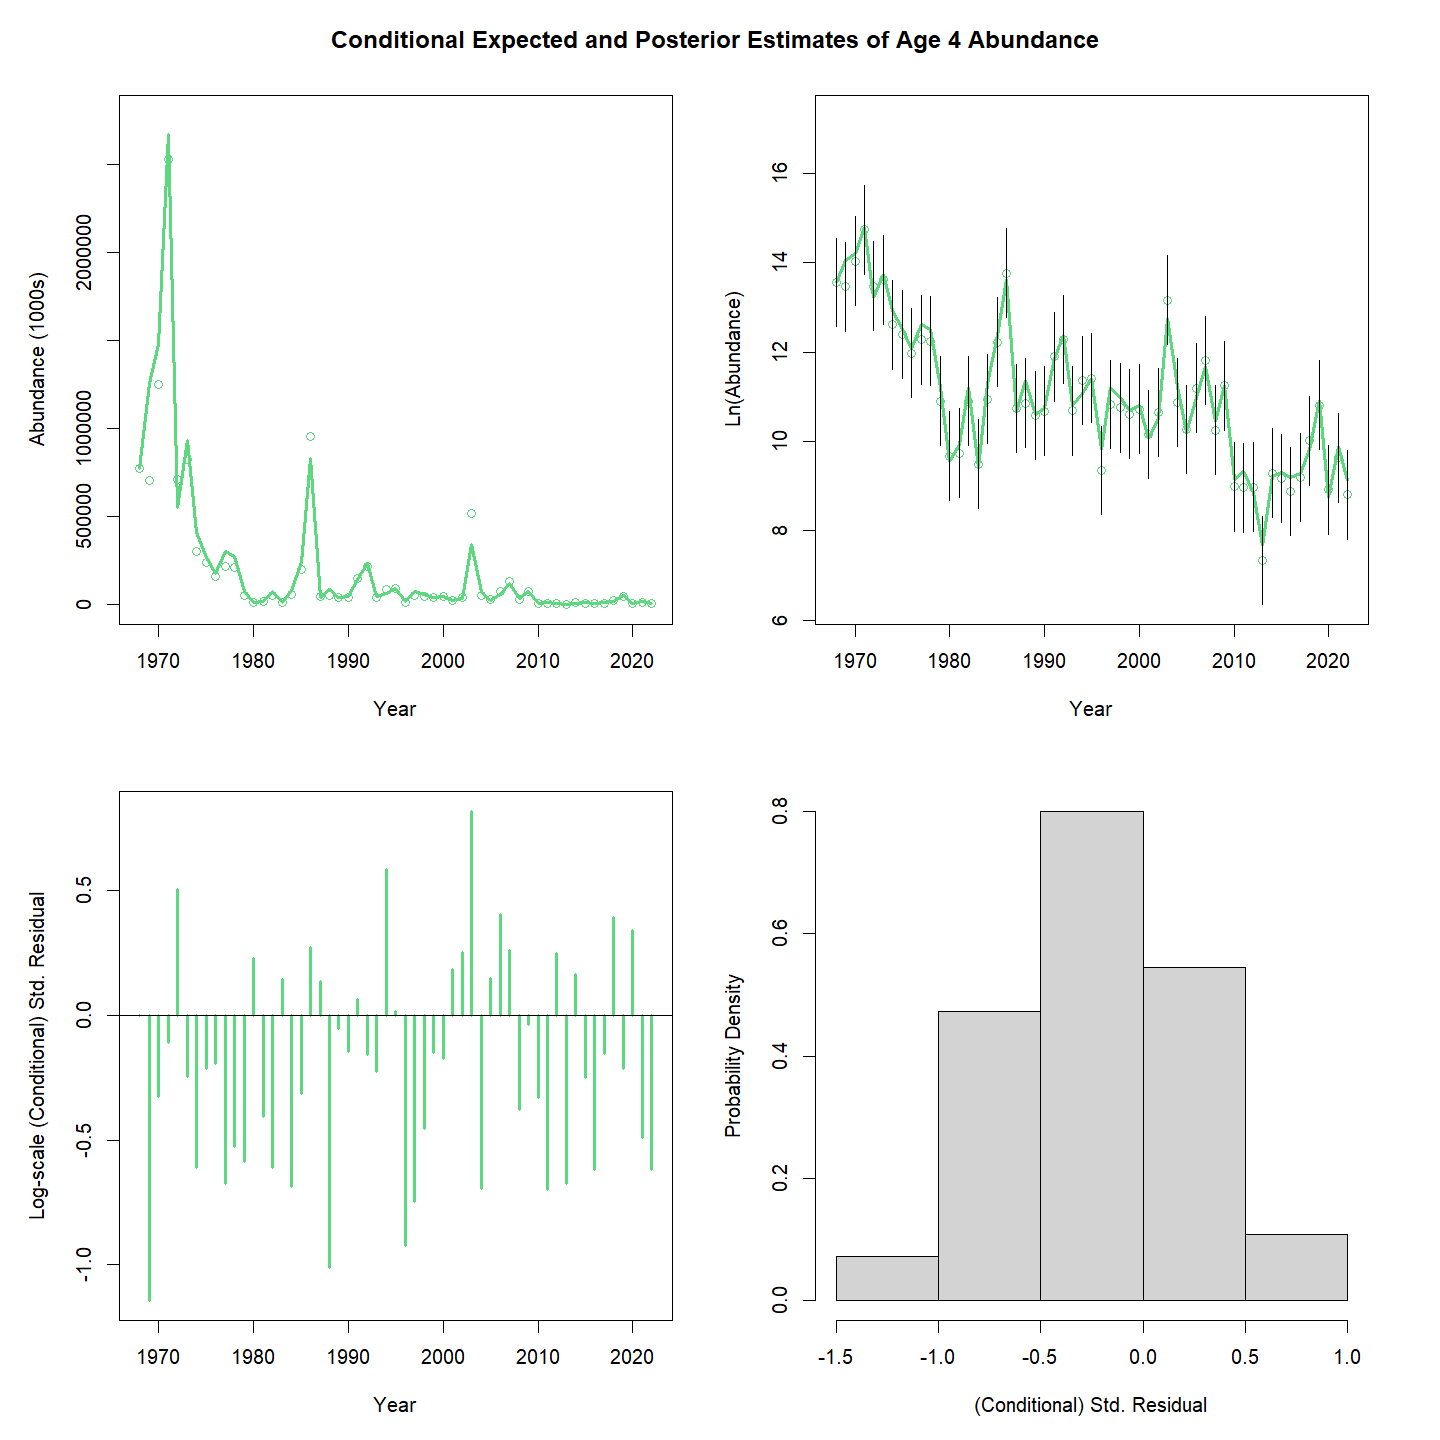 Conditional Expected and Posterior Estimates of Age 4 Abundance
Abundance (1000s)
0
500000
1000000
2000000
1970 1980 1990 2000 2010 2020
Year
Ln(Abundance)
6
8
10
12
14
16
1970 1980 1990 2000 2010 2020
Year
Log-scale (Conditional) Std. Residual
-1.0
-0.5
0.0
0.5
1970 1980 1990 2000 2010 2020
Year
Probability Density
0.0
0.2
0.4
0.6
0.8
-1.5 -1.0 -0.5 0.0 0.5 1.0
(Conditional) Std. Residual